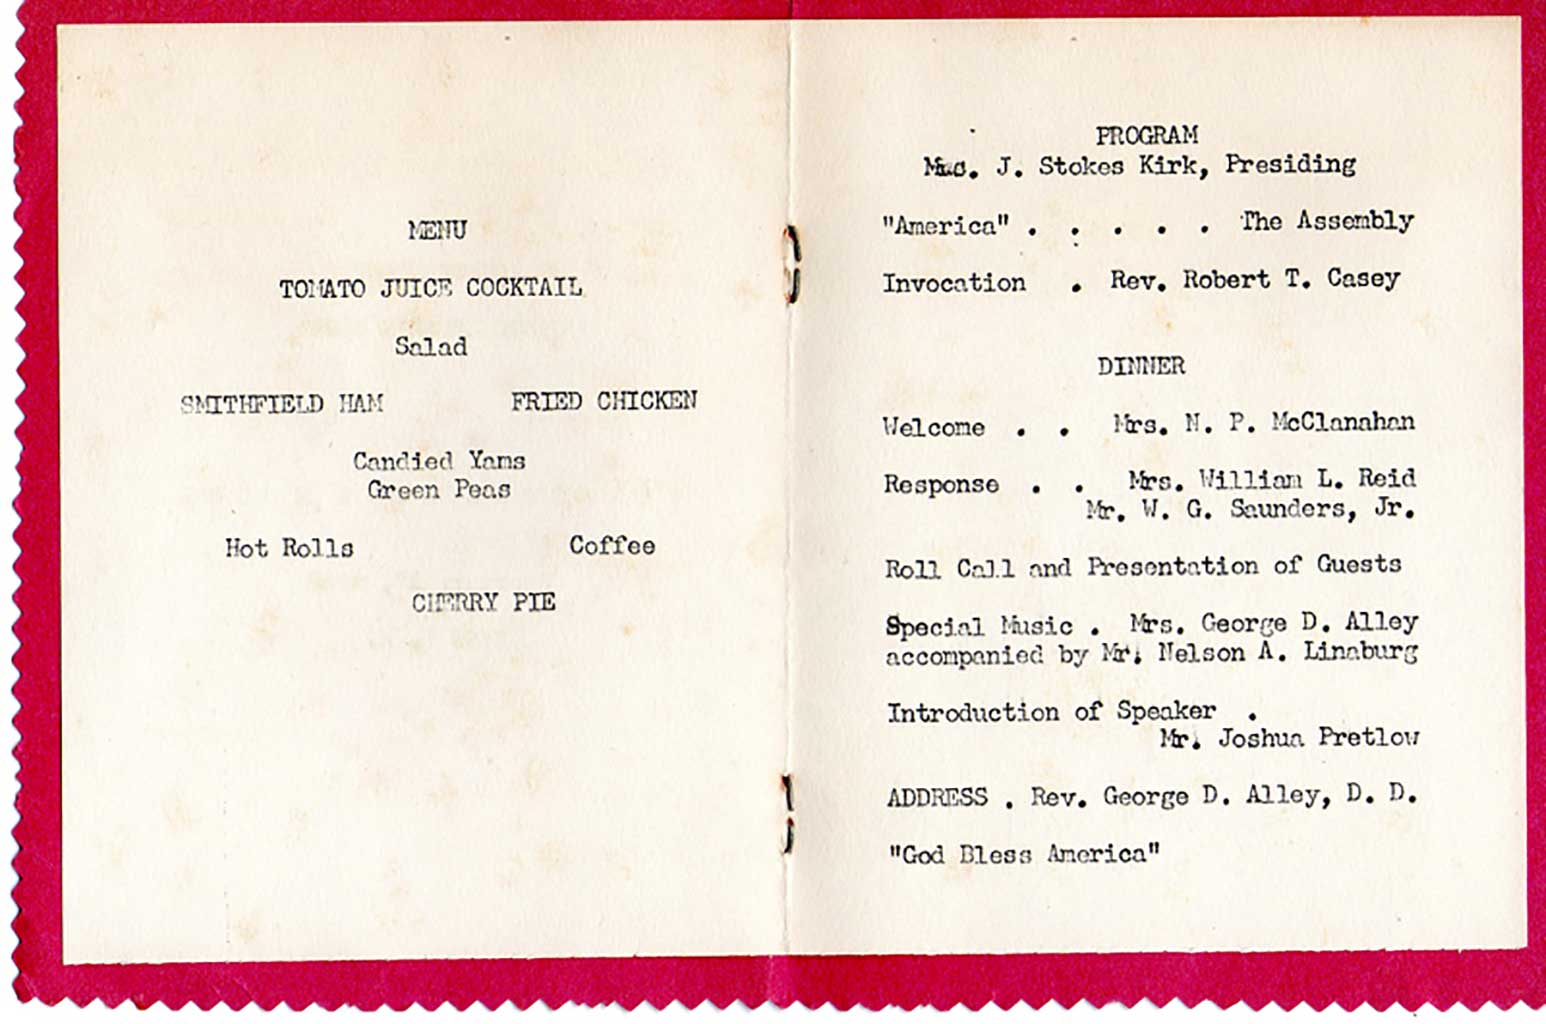 MENU
TOMATO JUICE COCKTAIL
Salad
SMITHFIELD HAM FRIED CHICKEN
Candied Yams
Green Peas
Hot Rolls Coffee
CHERRY PIE
PROGRAM
Mrs. J. Stokes Kirk, Presiding
"America" . . . . . The Assembly
Invocation . Rev. Robert T. Casey
DINNER
Welcome . . Mrs. N. P. McClanahan
Response . . Mrs. William L. Reid
Mr. W. G. Saunders, Jr.
Roll Call and Presentation of Guests
Special Music . Mrs. George D. Alley
accompanied by Mr. Nelson A. Linaburg
Introduction of Speaker .
Mr. Joshua Pretlow
ADDRESS . Rev. George D. Alley, D. D.
"God Bless America"